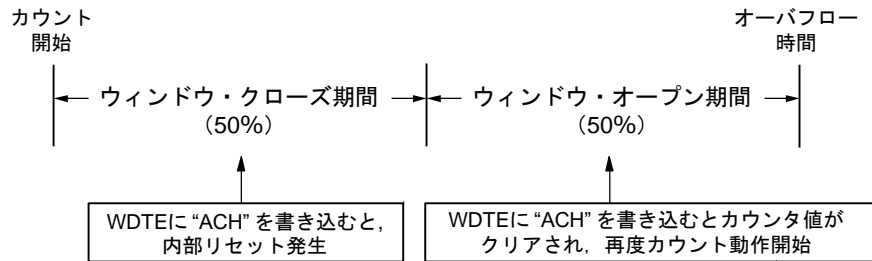 カウント
開始
オーバフロー
時間
ウィンドウ・クローズ期間
（50%）
ウィンドウ・オープン期間
（50%）
WDTEに “ACH” を書き込むと，
内部リセット発生
WDTEに “ACH” を書き込むとカウンタ値が
クリアされ，再度カウント動作開始